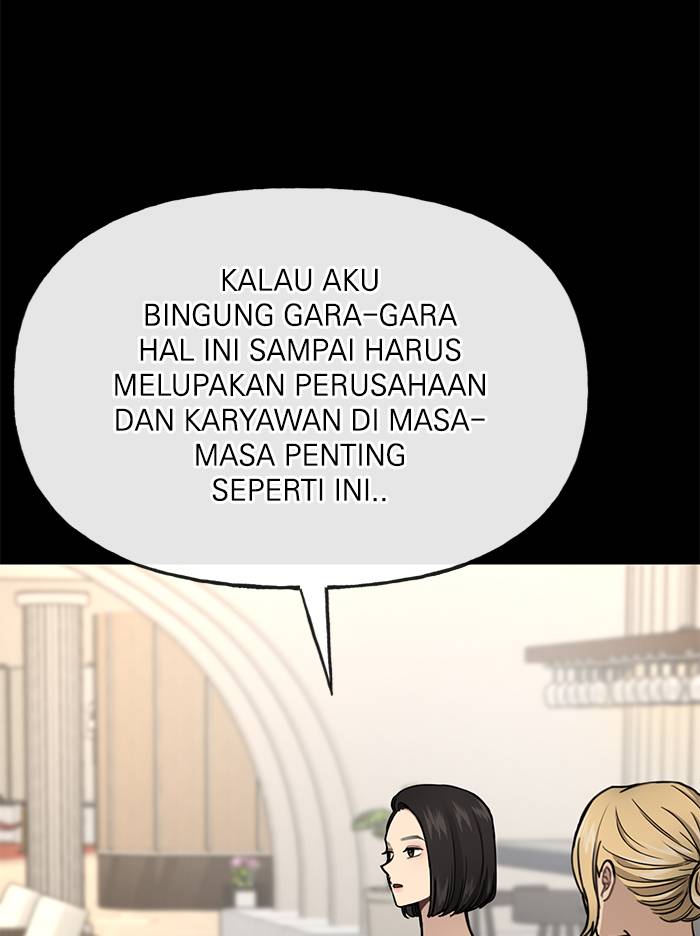 KALAU AKU
BINGUNG GARA-GARA
HAL INI SAMPAI HARUS
MELUPAKAN PERUSAHAAN
DAN KARYAWAN DI MASA-
MASA PENTING
SEPERTI INI..